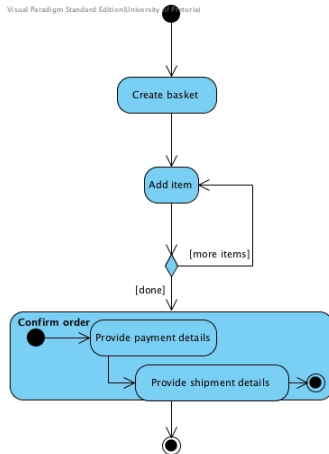 Visual Paradigm Standard Edition(University of Pretoria)
Create basket
Add item
[more items]
[done]
Confirm order
Provide payment details
Provide shipment details